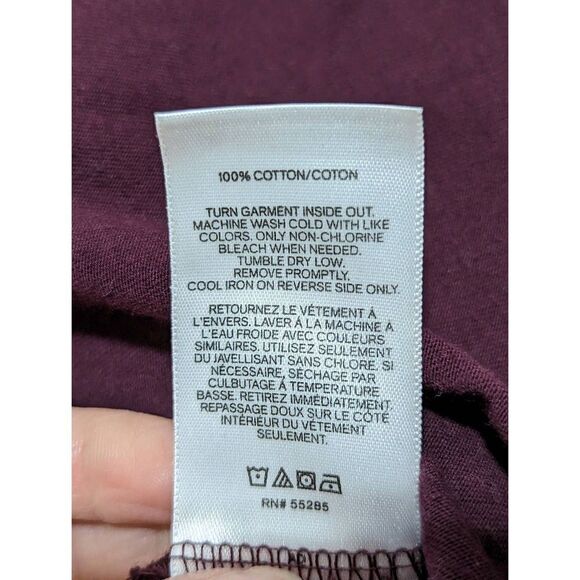 100% COTTON/COTON
TURN GARMENT INSIDE OUT.
MACHINE WASH COLD WITH LIKE
COLORS. ONLY NON-CHLORINE
BLEACH WHEN NEEDED.
TUMBLE DRY LOW.
REMOVE PROMPTLY.
COOL IRON ON REVERSE SIDE ONLY.
RETOURNEZ LE VÉTEMENT À
L'ENVERS. LAVER À LA MACHINE A
L'EAU FROIDE AVEC COULEURS
SIMILAIRES. UTILISEZ SEULEMENT
DU JAVELLISANT SANS CHLORE, SI
NÉCESSAIRE, SÉCHAGE PAR
CULBUTAGE À TEMPÉRATURE
BASSE. RETIREZ IMMÉDIATEMENT.
REPASSAGE DOUX SUR LE CÔTÉ
INTÉRIEUR DU VÊTEMENT
SEULEMENT.
RN# 55285